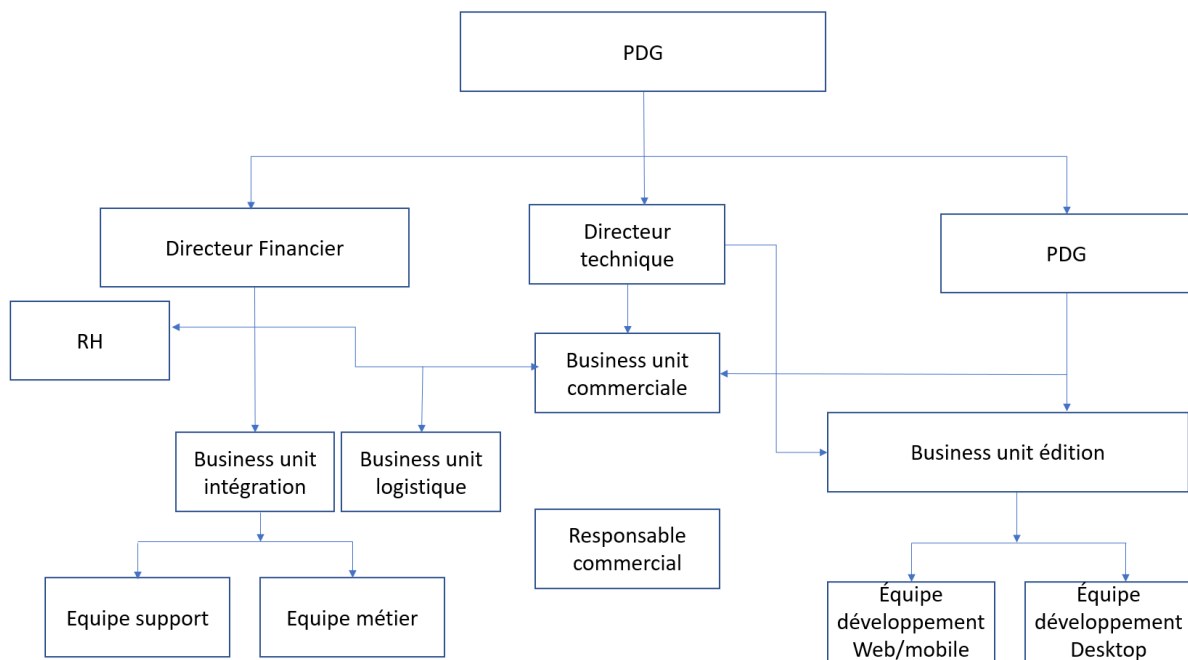 PDG
Directeur Financier
Directeur
technique
PDG
RH
Business unit
commerciale
Business unit
intégration
Business unit
logistique
Business unit édition
Responsable
commercial
Equipe support
Equipe métier
Équipe
développement
Web/mobile
Équipe
développement
Desktop